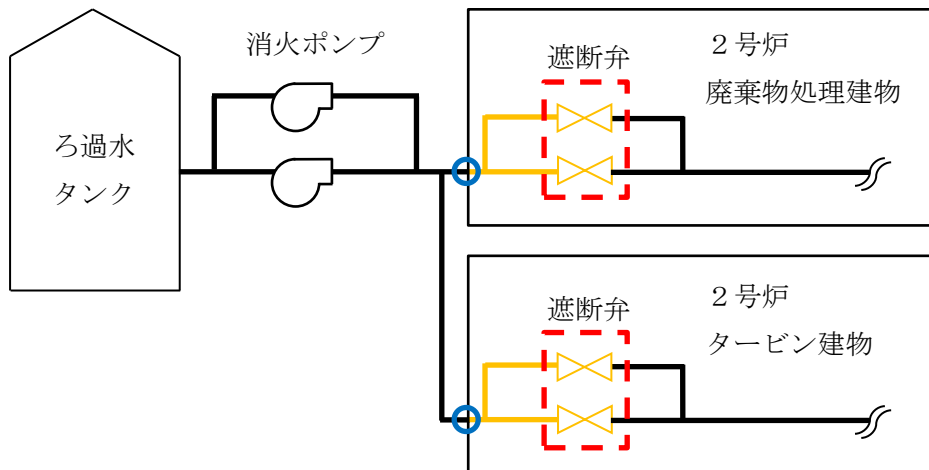 消火ポンプ
ろ過水
タンク
遮断弁
２号炉
廃棄物処理建物
遮断弁
２号炉
タービン建物